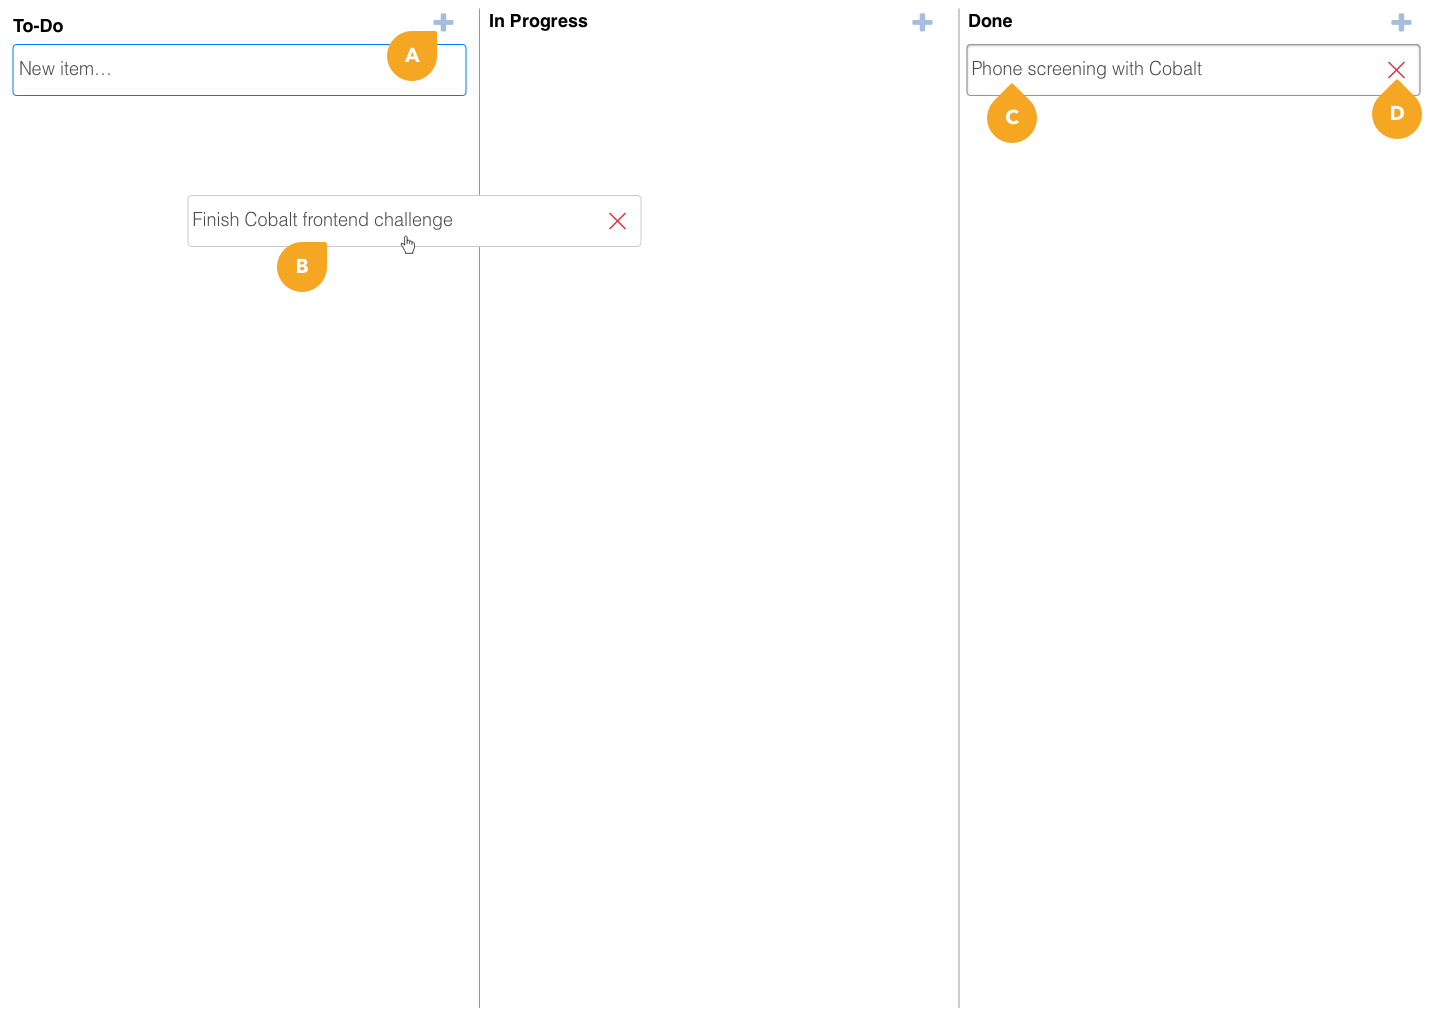 To-Do
In Progress
Done
New item...
A
Phone screening with Cobalt
C
D
Finish Cobalt frontend challenge
B